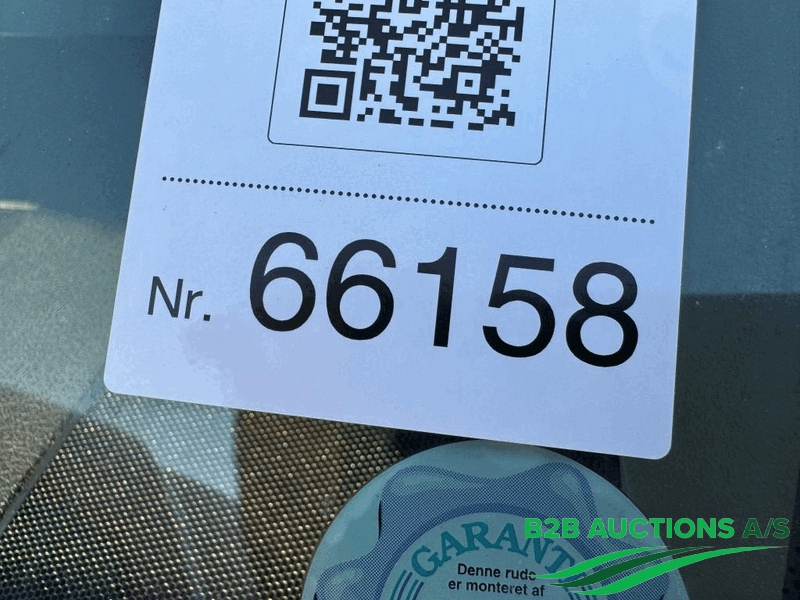 Nr. 66158
B2B AUCTIONS A/S
GARANT
Denne rude
er monteret af